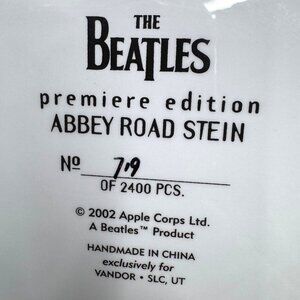 THE
BEATLES
premiere edition
ABBEY ROAD STEIN
Nº 719
OF 2400 PCS.
© 2002 Apple Corps Ltd.
A Beatles™ Product
HANDMADE IN CHINA
exclusively for
VANDOR • SLC, UT